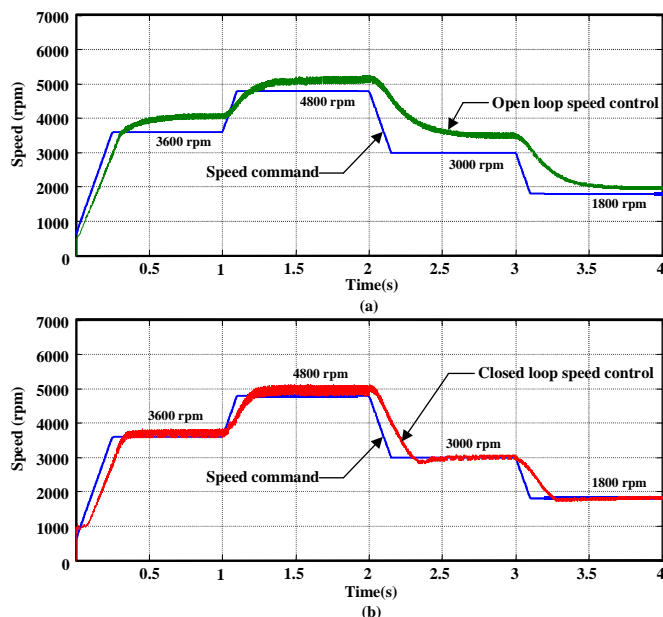 7000
6000
5000
4000
3000
2000
1000
0
Speed (rpm)
4800 rpm
Open loop speed control
3600 rpm
Speed command
3000 rpm
1800 rpm
0.5 1 1.5 2 2.5 3 3.5 4
Time(s)
(a)
7000
6000
5000
4000
3000
2000
1000
0
Speed (rpm)
4800 rpm
Closed loop speed control
3600 rpm
3000 rpm
Speed command
1800 rpm
0.5 1 1.5 2 2.5 3 3.5 4
Time(s)
(b)